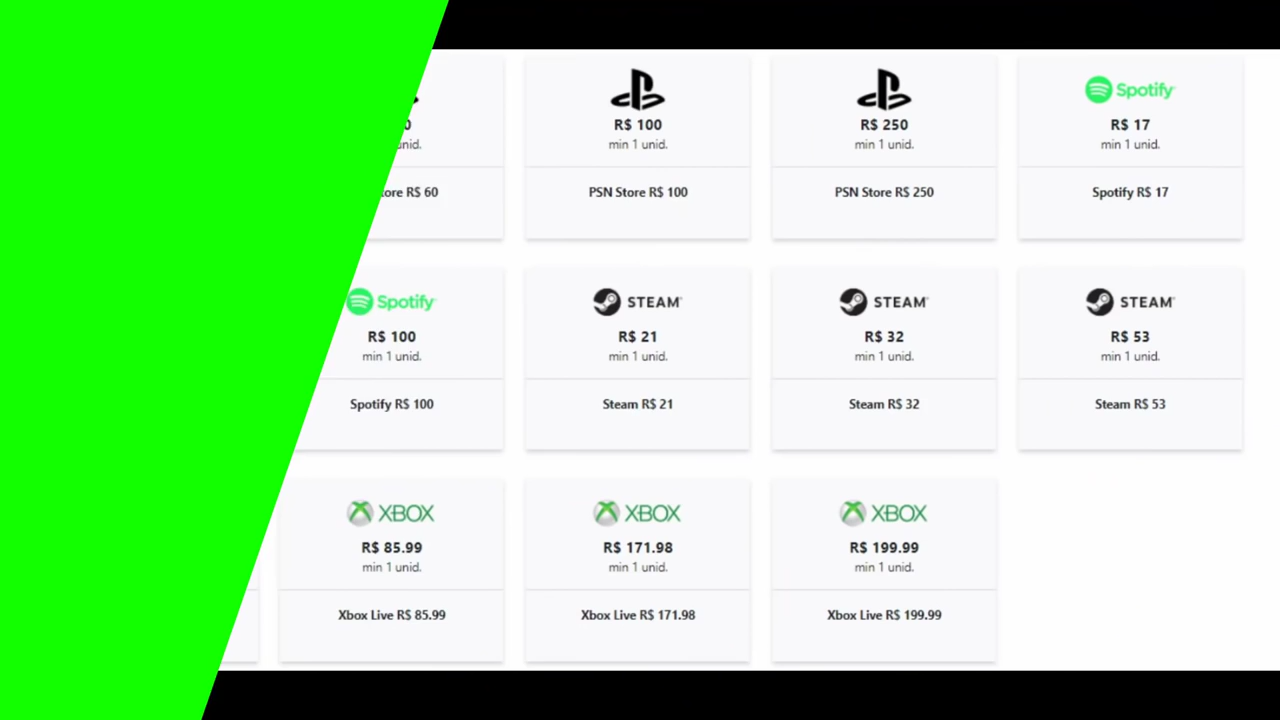 unid.
R$ 60
R$ 100
min 1 unid.
PSN Store R$ 100
R$ 250
min 1 unid.
PSN Store R$ 250
Spotify
R$ 17
min 1 unid.
Spotify R$ 17
Spotify
R$ 100
min 1 unid.
Spotify R$ 100
STEAM
R$ 21
min 1 unid.
Steam R$ 21
STEAM
R$ 32
min 1 unid.
Steam R$ 32
STEAM
R$ 53
min 1 unid.
Steam R$ 53
XBOX
R$ 85.99
min 1 unid.
Xbox Live R$ 85.99
XBOX
R$ 171.98
min 1 unid.
Xbox Live R$ 171.98
XBOX
R$ 199.99
min 1 unid.
Xbox Live R$ 199.99